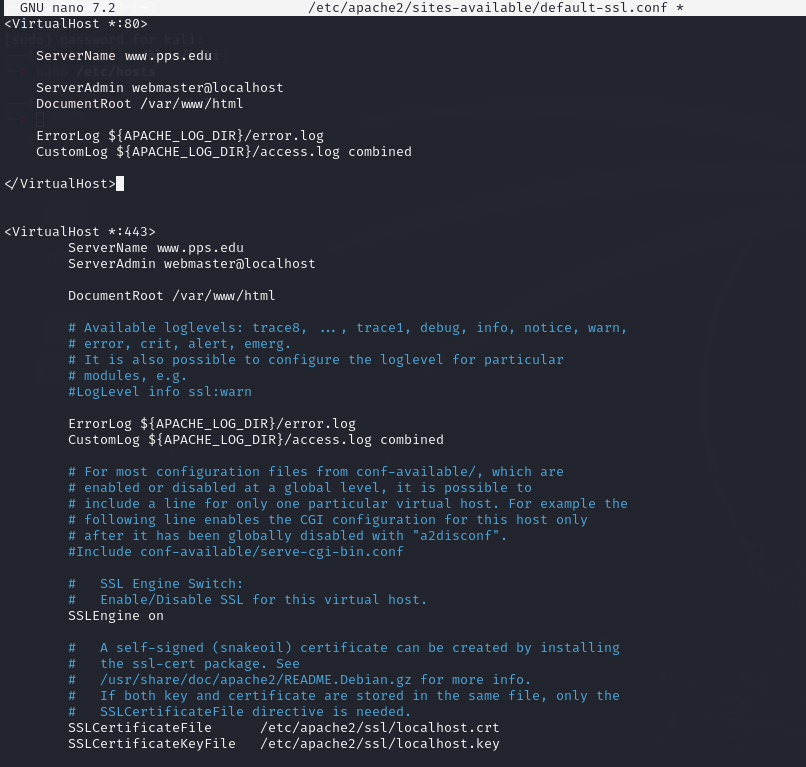 GNU nano 7.2 /etc/apache2/sites-available/default-ssl.conf *
<VirtualHost *:80>
ServerName www.pps.edu
ServerAdmin webmaster@localhost
DocumentRoot /var/www/html
ErrorLog ${APACHE_LOG_DIR}/error.log
CustomLog ${APACHE_LOG_DIR}/access.log combined
</VirtualHost>
<VirtualHost *:443>
ServerName www.pps.edu
ServerAdmin webmaster@localhost
DocumentRoot /var/www/html
# Available loglevels: trace8, ..., trace1, debug, info, notice, warn,
# error, crit, alert, emerg.
# It is also possible to configure the loglevel for particular
# modules, e.g.
#LogLevel info ssl:warn
ErrorLog ${APACHE_LOG_DIR}/error.log
CustomLog ${APACHE_LOG_DIR}/access.log combined
# For most configuration files from conf-available/, which are
# enabled or disabled at a global level, it is possible to
# include a line for only one particular virtual host. For example the
# following line enables the CGI configuration for this host only
# after it has been globally disabled with "a2disconf".
#Include conf-available/serve-cgi-bin.conf
#   SSL Engine Switch:
#   Enable/Disable SSL for this virtual host.
SSLEngine on
#   A self-signed (snakeoil) certificate can be created by installing
#   the ssl-cert package. See
#   /usr/share/doc/apache2/README.Debian.gz for more info.
#   If both key and certificate are stored in the same file, only the
#   SSLCertificateFile directive is needed.
SSLCertificateFile      /etc/apache2/ssl/localhost.crt
SSLCertificateKeyFile   /etc/apache2/ssl/localhost.key